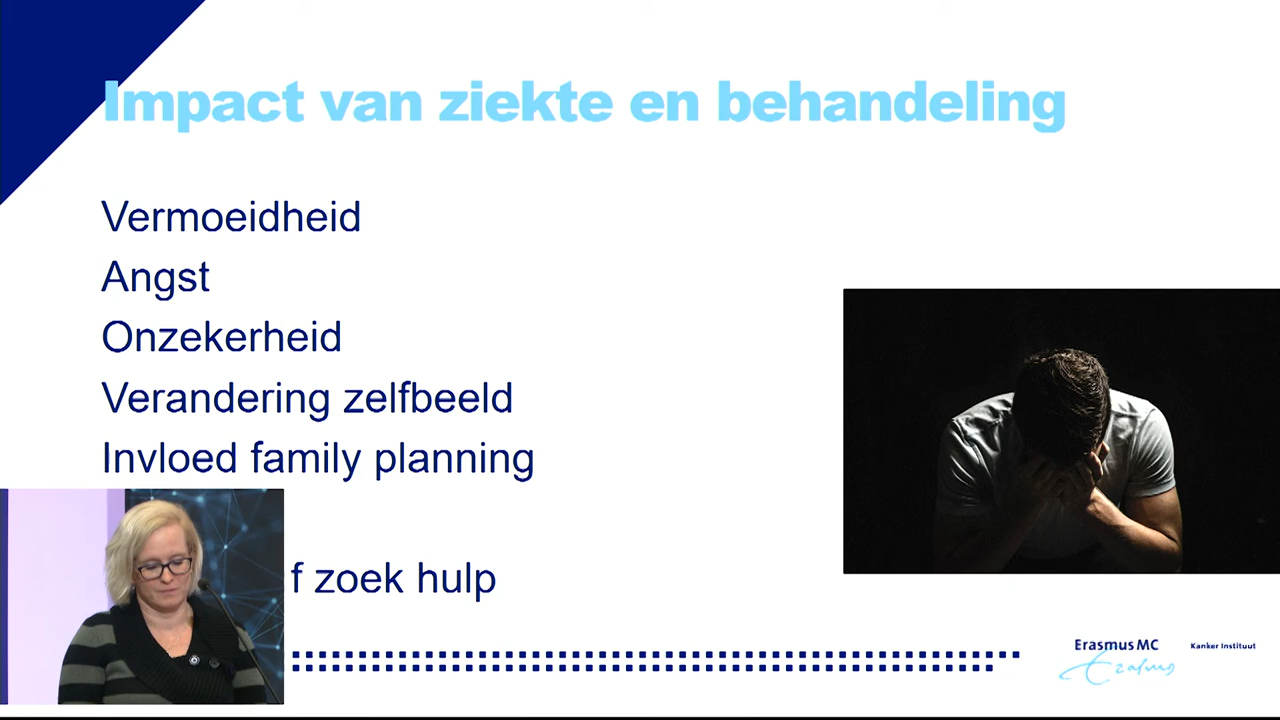 Impact van ziekte en behandeling
Vermoeidheid
Angst
Onzekerheid
Verandering zelfbeeld
Invloed family planning
f zoek hulp
Erasmus MC
Kanker Instituut
Erasmus